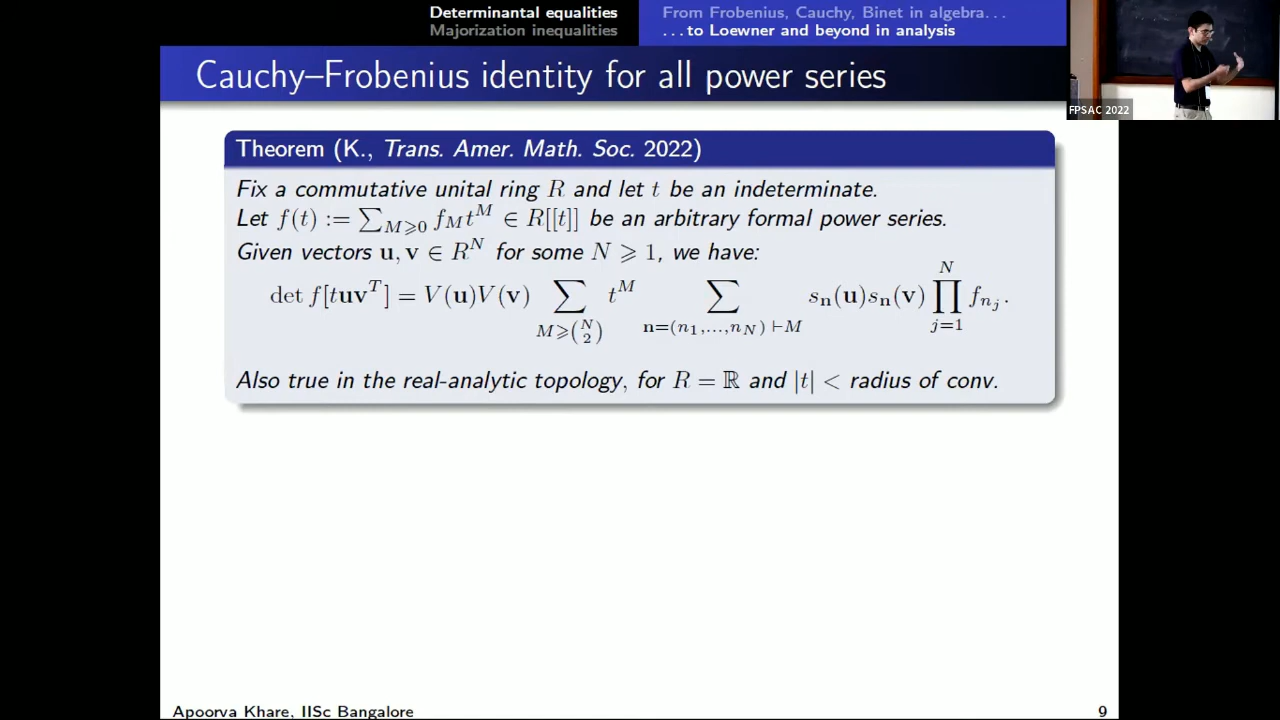 Determinantal equalities
Majorization inequalities
From Frobenius, Cauchy, Binet in algebra...
...to Loewner and beyond in analysis
FPSAC 2022
Cauchy–Frobenius identity for all power series
Theorem (K., Trans. Amer. Math. Soc. 2022)
Fix a commutative unital ring R and let t be an indeterminate.
Let f(t) := ∑_{M⩾0} f_M t^M ∈ R[[t]] be an arbitrary formal power series.
Given vectors u, v ∈ R^N for some N ⩾ 1, we have:
det f[tuv^T] = V(u)V(v) ∑_{M⩾\binom{N}{2}} t^M ∑_{n=(n_1,...,n_N) ⊢M} s_n(u)s_n(v) ∏_{j=1}^{N} f_{n_j}.
Also true in the real-analytic topology, for R = ℝ and |t| < radius of conv.
Apoorva Khare, IISc Bangalore
9